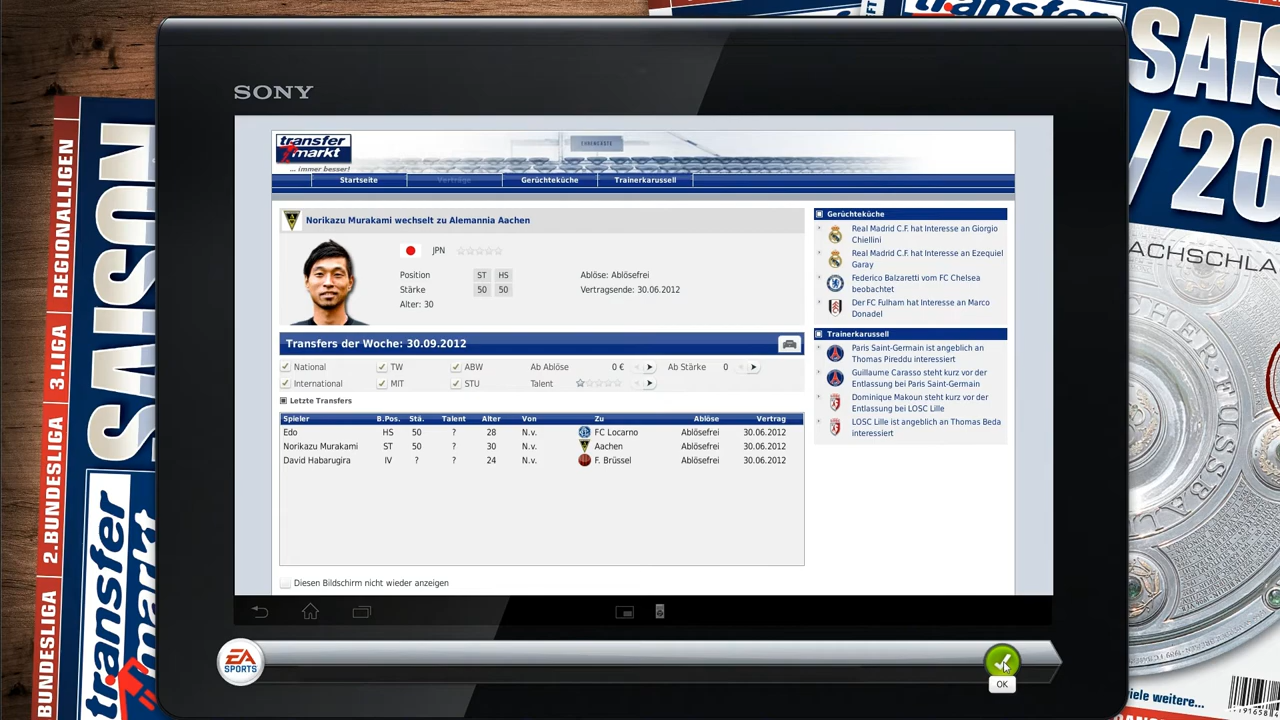 SONY
transfer
markt
... immer besser!
EHRENGÄSTE
Startseite
Verträge
Gerüchteküche
Trainerkarussell
Norikazu Murakami wechselt zu Alemannia Aachen
JPN
Position ST HS
Stärke 50 50
Alter: 30
Ablöse: Ablösefrei
Vertragsende: 30.06.2012
Transfers der Woche: 30.09.2012
National TW ABW Ab Ablöse 0 € Ab Stärke 0
International MIT STU Talent
Letzte Transfers
Spieler B.Pos. Stä. Talent Alter Von Zu Ablöse Vertrag
Edo HS 50 ? 28 N.v. FC Locarno Ablösefrei 30.06.2012
Norikazu Murakami ST 50 ? 30 N.v. Aachen Ablösefrei 30.06.2012
David Habarugira IV ? ? 24 N.v. F. Brüssel Ablösefrei 30.06.2012
Diesen Bildschirm nicht wieder anzeigen
Gerüchteküche
Real Madrid C.F. hat Interesse an Giorgio
Chiellini
Real Madrid C.F. hat Interesse an Ezequiel
Garay
Federico Balzaretti vom FC Chelsea
beobachtet
Der FC Fulham hat Interesse an Marco
Donadel
Trainerkarussell
Paris Saint-Germain ist angeblich an
Thomas Pireddu interessiert
Guillaume Carasso steht kurz vor der
Entlassung bei Paris Saint-Germain
Dominique Makoun steht kurz vor der
Entlassung bei LOSC Lille
LOSC Lille ist angeblich an Thomas Beda
interessiert
EA
SPORTS
OK
SAISON
BUNDESLIGA
2.BUNDESLIGA
3.LIGA
REGIONALLIGEN
transfer
transfer
SAIS
/20
ACHSCHLA
iele weitere...